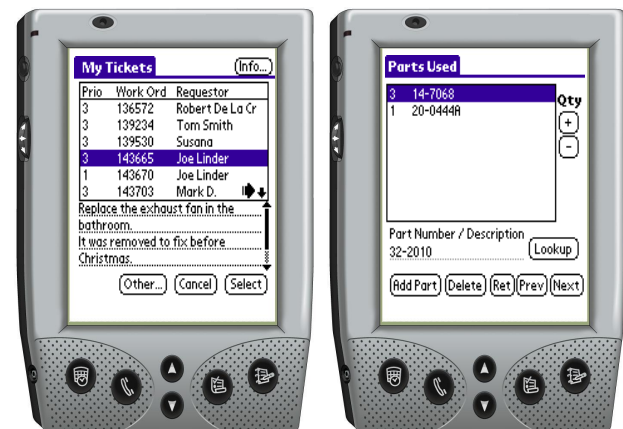 My Tickets
Info...
Prio Work Ord Requestor
3 136572 Robert De La Cr
3 139234 Tom Smith
3 139530 Susana
3 143665 Joe Linder
1 143670 Joe Linder
3 143703 Mark D.
Replace the exhaust fan in the
bathroom.
It was removed to fix before
Christmas.
Other... Cancel Select
Parts Used
3 14-7068
1 20-0444A
Qty
+
-
Part Number / Description
32-2010
Lookup
Add Part Delete Ret Prev Next